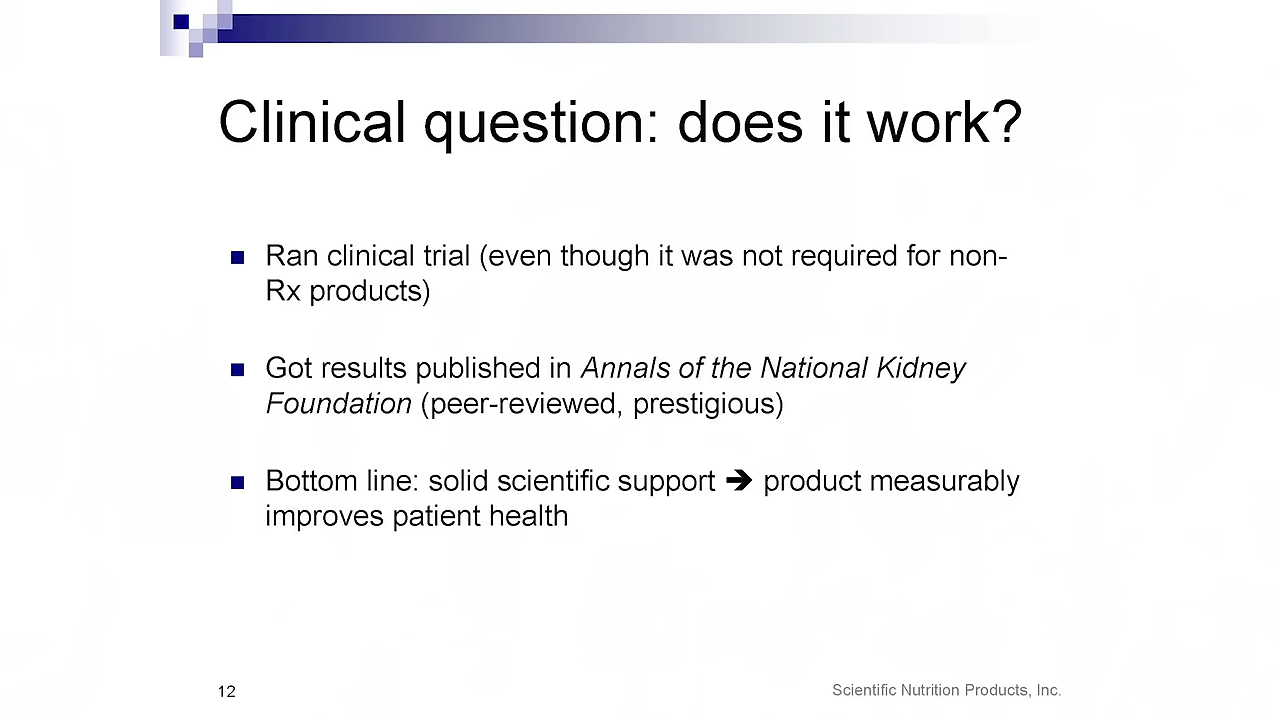 Clinical question: does it work?
Ran clinical trial (even though it was not required for non-
Rx products)
Got results published in Annals of the National Kidney
Foundation (peer-reviewed, prestigious)
Bottom line: solid scientific support ➔ product measurably
improves patient health
12
Scientific Nutrition Products, Inc.